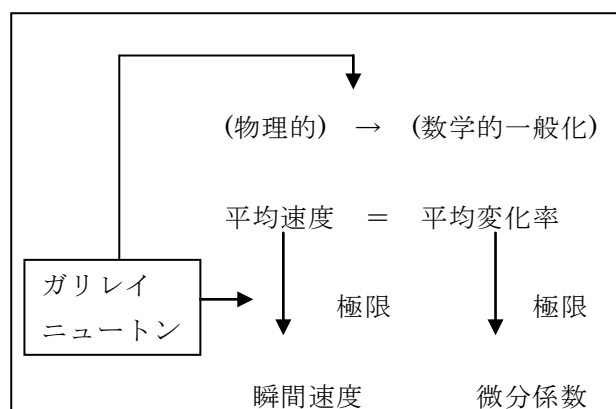 (物理的) → (数学的一般化)
平均速度 = 平均変化率
ガリレイ
ニュートン
極限 極限
瞬間速度 微分係数